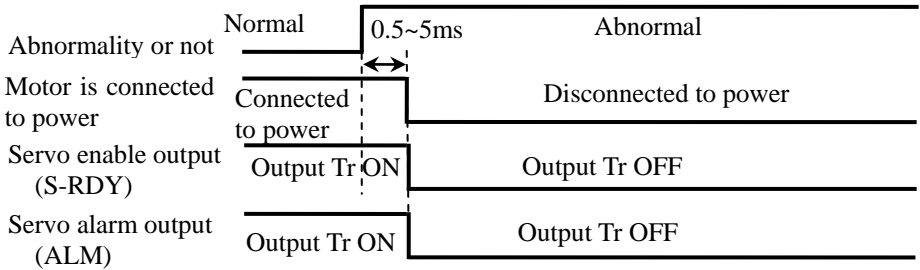 Normal
0.5~5ms
Abnormal
Abnormality or not
Motor is connected
to power
Connected
to power
Disconnected to power
Servo enable output
(S-RDY)
Output Tr ON
Output Tr OFF
Servo alarm output
(ALM)
Output Tr ON
Output Tr OFF